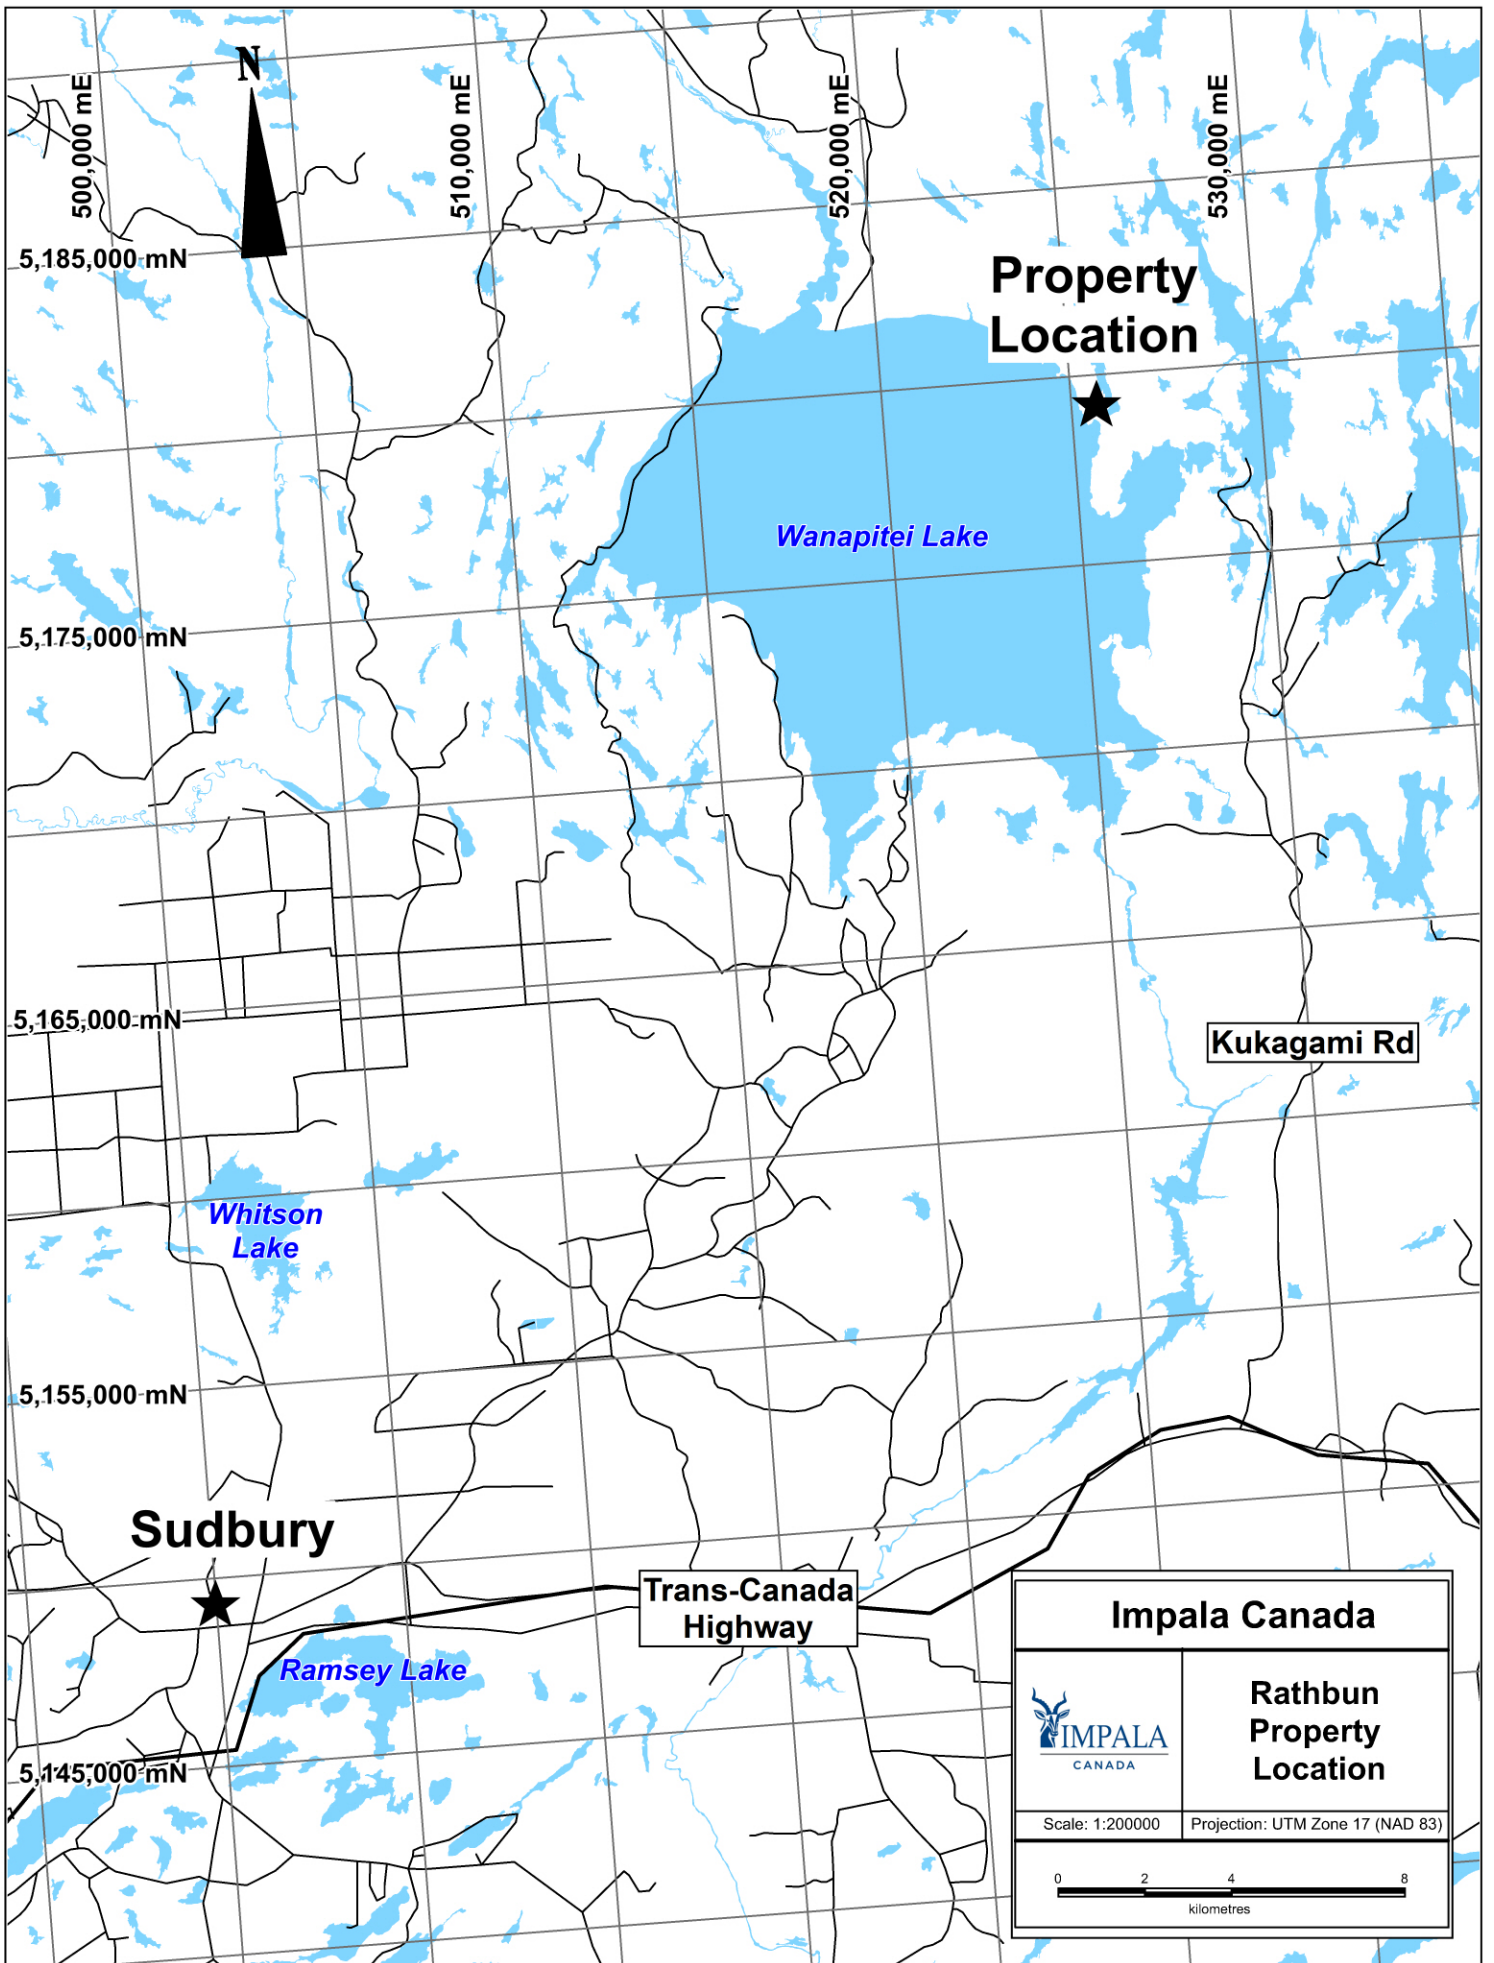 N
500,000 mE
510,000 mE
520,000 mE
530,000 mE
5,185,000 mN
Property
Location
Wanapitei Lake
5,175,000 mN
5,165,000 mN
Kukagami Rd
Whitson
Lake
5,155,000 mN
Sudbury
Trans-Canada
Highway
Ramsey Lake
5,145,000 mN
Impala Canada
IMPALA
CANADA
Rathbun
Property
Location
Scale: 1:200000
Projection: UTM Zone 17 (NAD 83)
0 2 4 8
kilometres